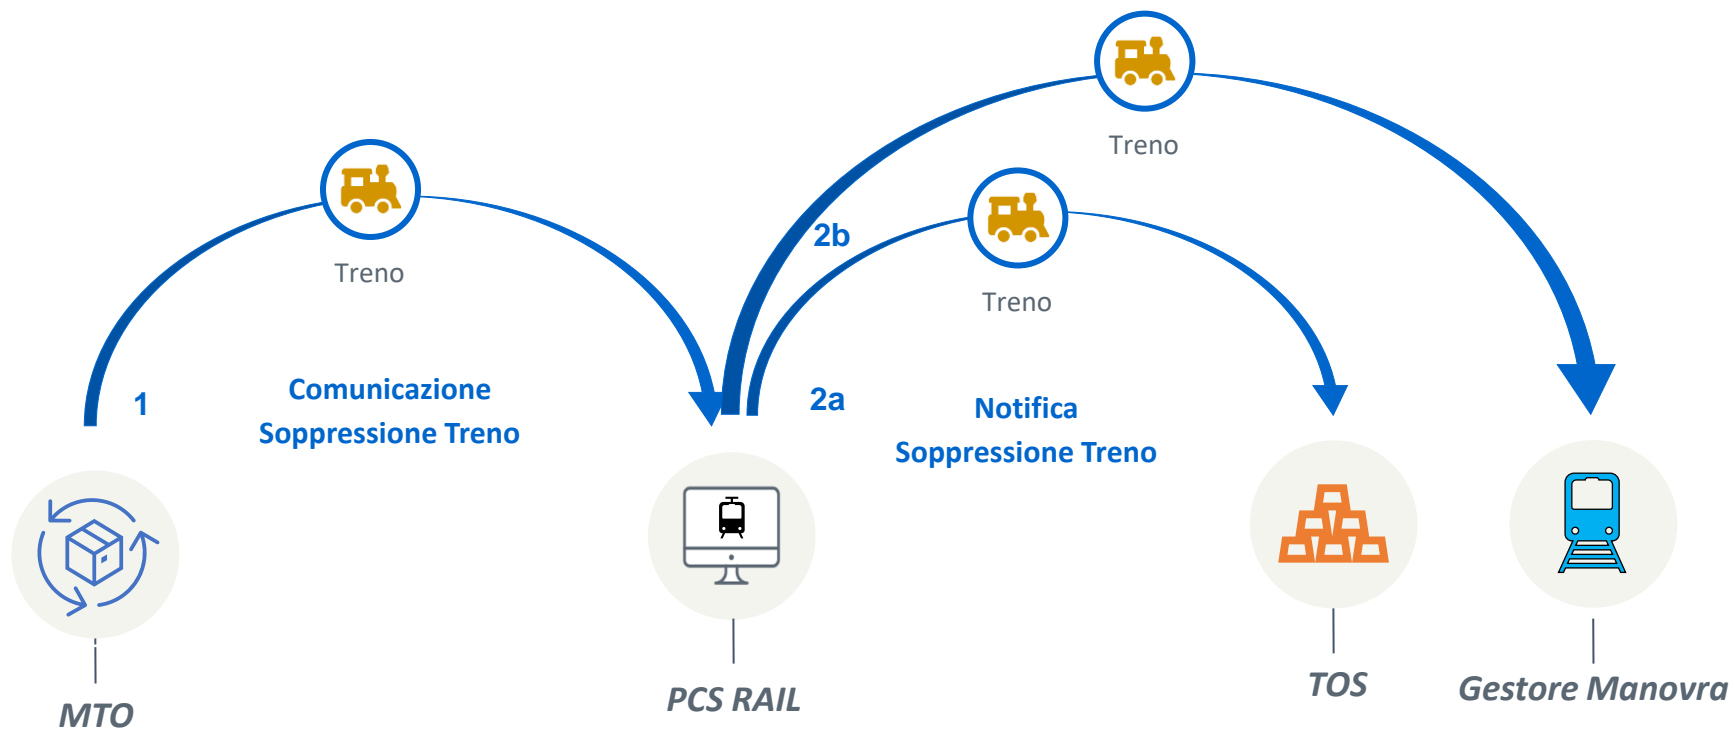 Treno
Treno
2b
Treno
1
Comunicazione
Soppressione Treno
2a
Notifica
Soppressione Treno
MTO
PCS RAIL
TOS
Gestore Manovra